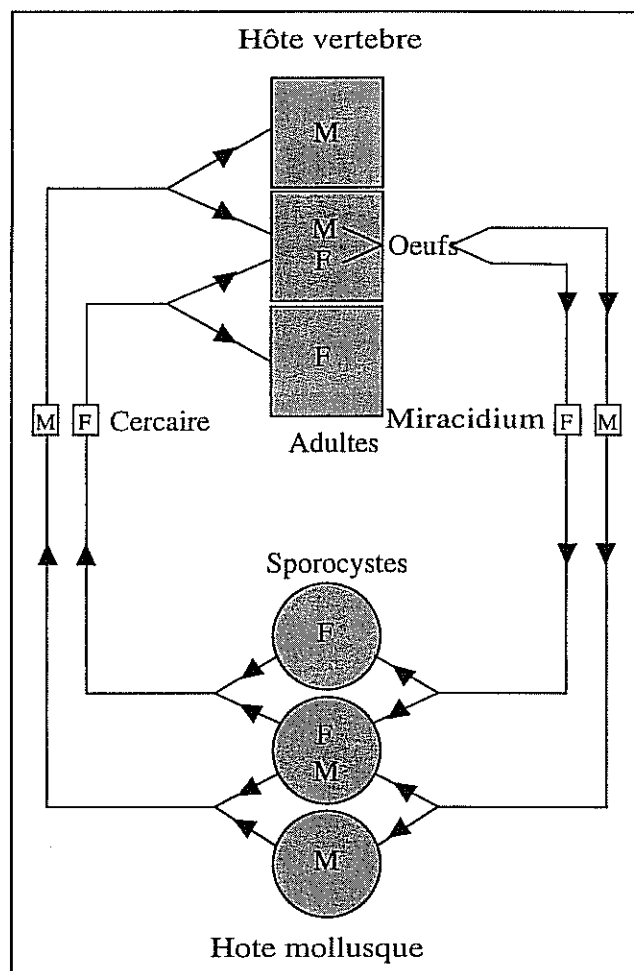 Hôte vertebre
M
M
F
Oeufs
F
M
F
Cercaire
Miracidium
F
M
Adultes
Sporocystes
F
F
M
M
Hote mollusque